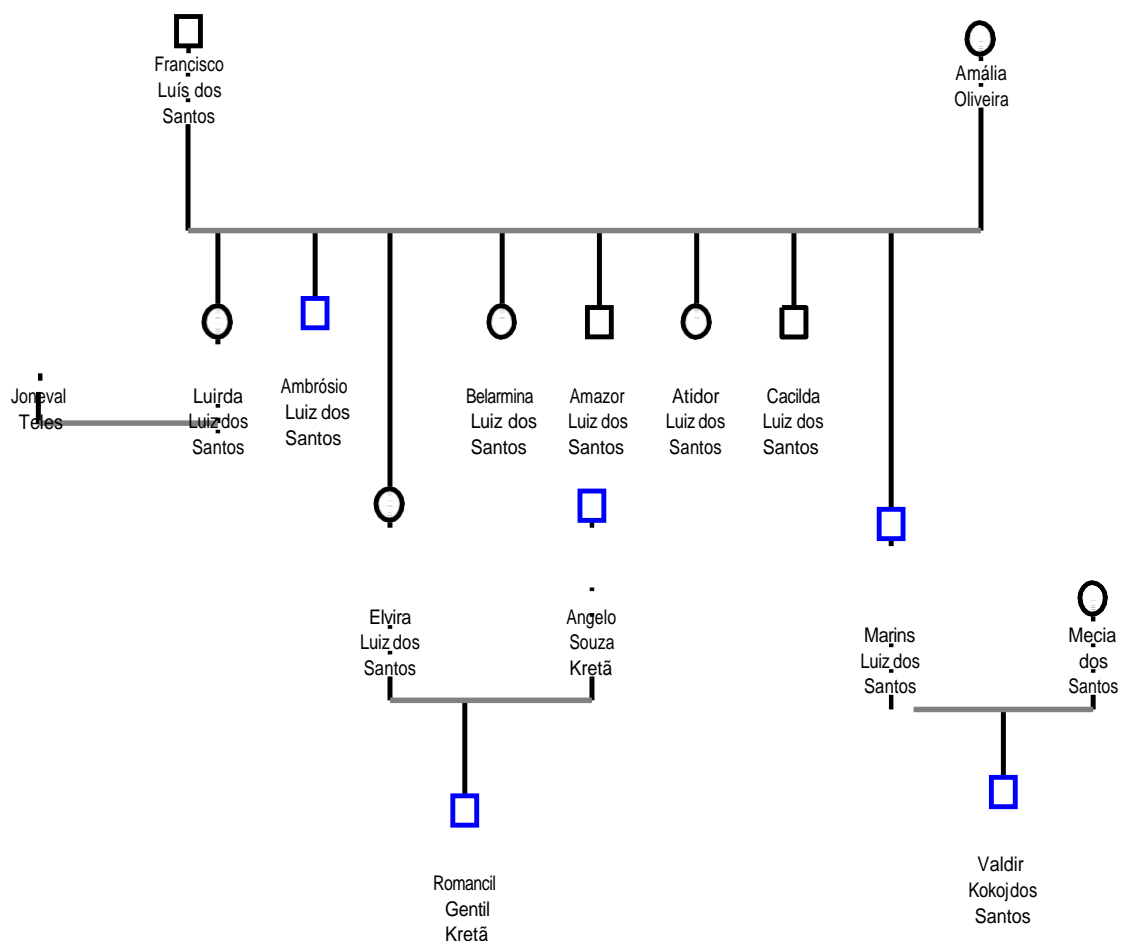 Francisco
Luís dos
Santos
Amália
Oliveira
Joneval
Teles
Luirda
Luiz dos
Santos
Ambrósio
Luiz dos
Santos
Belarmina
Luiz dos
Santos
Amazor
Luiz dos
Santos
Atidor
Luiz dos
Santos
Cacilda
Luiz dos
Santos
Elvira
Luiz dos
Santos
Angelo
Souza
Kretã
Marins
Luiz dos
Santos
Mecia
dos
Santos
Romancil
Gentil
Kretã
Valdir
Kokoj dos
Santos